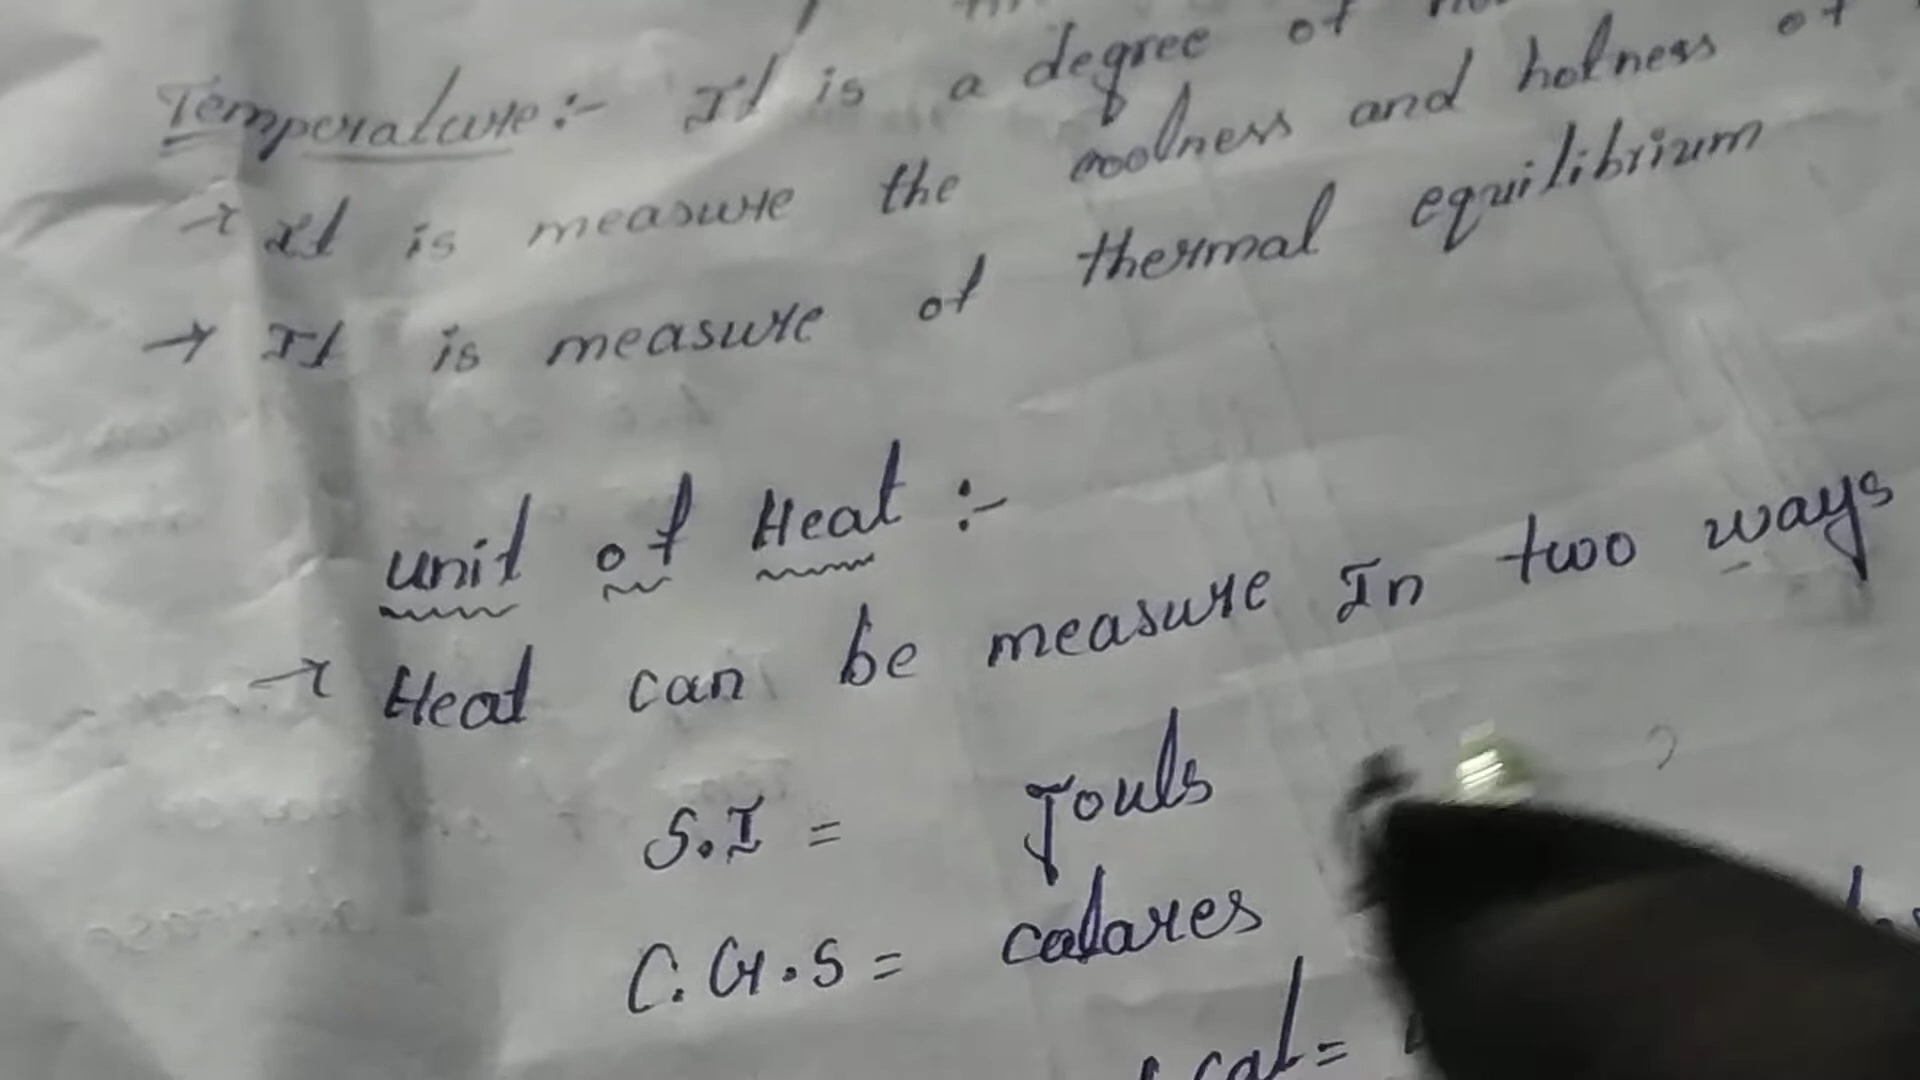 Temperature:- It is a degree of
→ It is measure the coolness and hotness of
→ It is measure of thermal equilibrium
unit of Heat :-
→ Heat can be measure In two ways
S.I = Jouls
C.G.S = calares
cal=